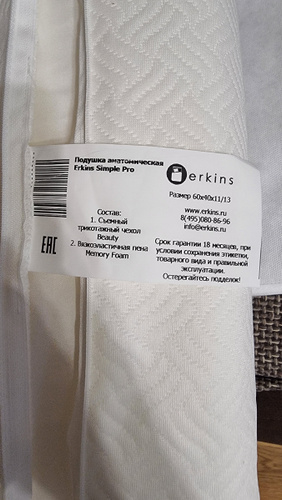 Подушка анатомическая
Erkins Simple Pro
erkins
Размер 60x40x11/13
www.erkins.ru
8(495)080-86-96
info@erkins.ru
Состав:
1. Съемный
трикотажный чехол
Beauty
2. Вязкоэластичная пена
Memory Foam
EAC
Срок гарантии 18 месяцев, при
условии сохранения этикетки,
товарного вида и правильной
эксплуатации.
Остерегайтесь подделок!